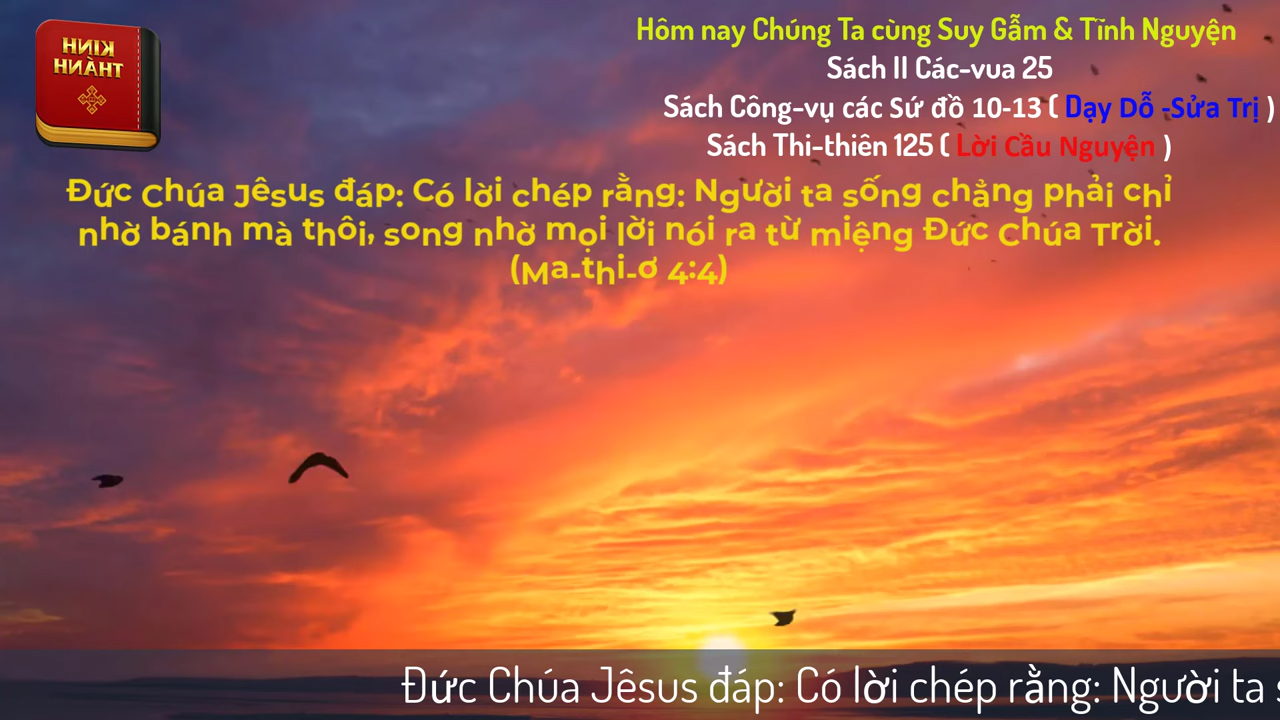 KINH
THÀNH
Hôm nay Chúng Ta cùng Suy Gẫm & Tĩnh Nguyện
Sách II Các-vua 25
Sách Công-vụ các Sứ đồ 10-13 ( Dạy Dỗ -Sửa Trị )
Sách Thi-thiên 125 ( Lời Cầu Nguyện )
Đức Chúa Jêsus đáp: Có lời chép rằng: Người ta sống chẳng phải chỉ
nhờ bánh mà thôi, song nhờ mọi lời nói ra từ miệng Đức Chúa Trời.
(Ma-thi-ơ 4:4)
Đức Chúa Jêsus đáp: Có lời chép rằng: Người ta